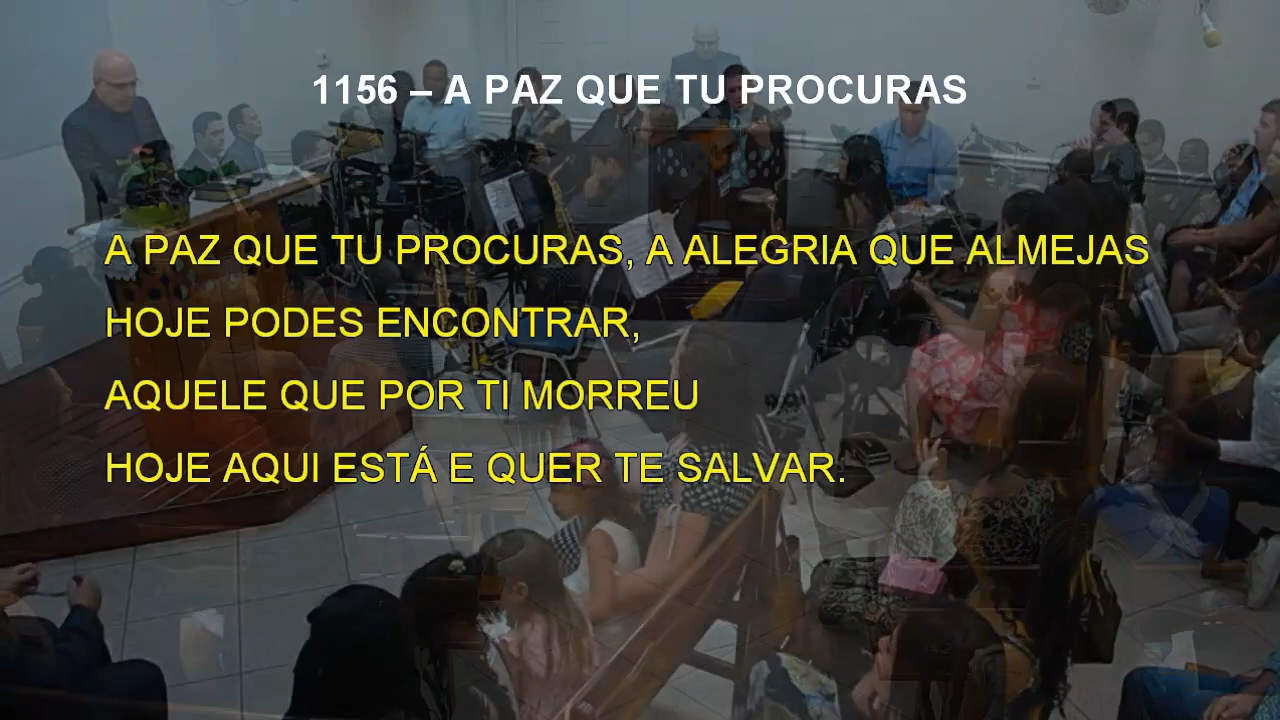 1156 – A PAZ QUE TU PROCURAS
A PAZ QUE TU PROCURAS, A ALEGRIA QUE ALMEJAS
HOJE PODES ENCONTRAR,
AQUELE QUE POR TI MORREU
HOJE AQUI ESTÁ E QUER TE SALVAR.